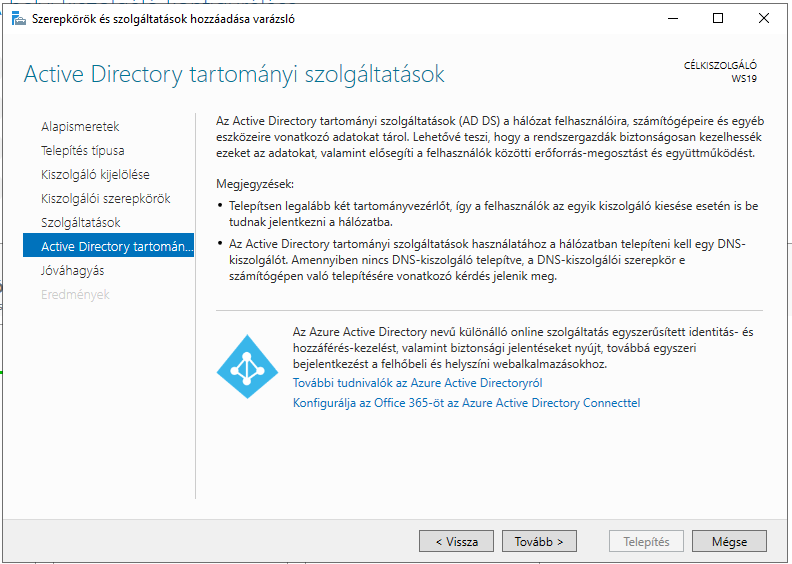 Szerepkörök és szolgáltatások hozzáadása varázsló
Active Directory tartományi szolgáltatások
CÉLKISZOLGÁLÓ
WS19
Alapismeretek
Telepítés típusa
Kiszolgáló kijelölése
Kiszolgálói szerepkörök
Szolgáltatások
Active Directory tartomán...
Jóváhagyás
Eredmények
Az Active Directory tartományi szolgáltatások (AD DS) a hálózat felhasználóira, számítógépeire és egyéb
eszközeire vonatkozó adatokat tárol. Lehetővé teszi, hogy a rendszergazdák biztonságosan kezelhessék
ezeket az adatokat, valamint elősegíti a felhasználók közötti erőforrás-megosztást és együttműködést.
Megjegyzések:
• Telepítsen legalább két tartományvezérlőt, így a felhasználók az egyik kiszolgáló kiesése esetén is be
tudnak jelentkezni a hálózatba.
• Az Active Directory tartományi szolgáltatások használatához a hálózatban telepíteni kell egy DNS-
kiszolgálót. Amennyiben nincs DNS-kiszolgáló telepítve, a DNS-kiszolgálói szerepkör e
számítógépen való telepítésére vonatkozó kérdés jelenik meg.
Az Azure Active Directory nevű különálló online szolgáltatás egyszerűsített identitás- és
hozzáférés-kezelést, valamint biztonsági jelentéseket nyújt, továbbá egyszeri
bejelentkezést a felhőbeli és helyszíni webalkalmazásokhoz.
További tudnivalók az Azure Active Directoryról
Konfigurálja az Office 365-öt az Azure Active Directory Connecttel
< Vissza
Tovább >
Telepítés
Mégse